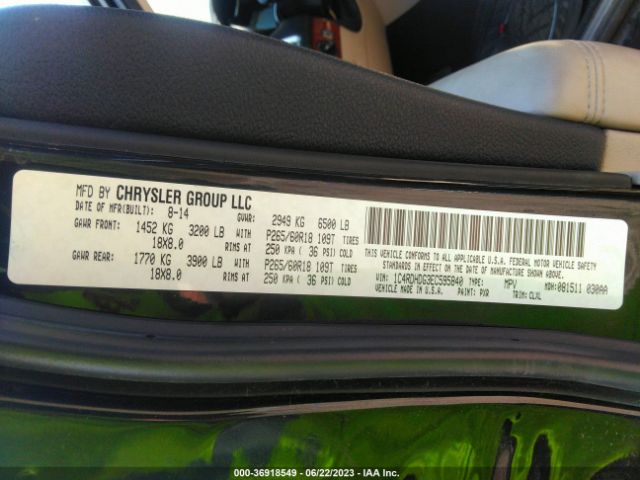 MFD BY CHRYSLER GROUP LLC
DATE OF MFR(BUILT): 8-14 GVWR: 2949 KG 6500 LB
GAWR FRONT: 1452 KG 3200 LB WITH P265/60R18 109T TIRES
18X8.0 RIMS AT 250 KPA ( 36 PSI) COLD
GAWR REAR: 1770 KG 3900 LB WITH P265/60R18 109T TIRES
18X8.0 RIMS AT 250 KPA ( 36 PSI) COLD
THIS VEHICLE CONFORMS TO ALL APPLICABLE U.S.A. FEDERAL MOTOR VEHICLE SAFETY
STANDARDS IN EFFECT ON THE DATE OF MANUFACTURE SHOWN ABOVE.
VIN: 1C4RDHDG3EC595840 TYPE: MPV MDH: 081511 030AA
VEHICLE MADE IN U.S.A. PAINT: PXR TRIM: CLXL
000-36918549 - 06/22/2023 - IAA Inc.